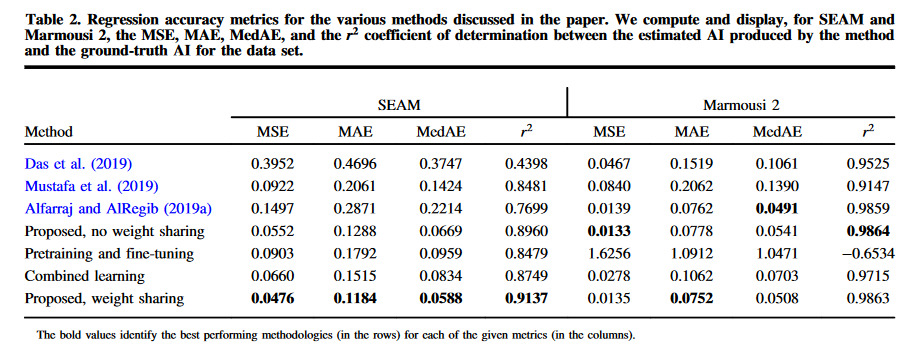 Table 2. Regression accuracy metrics for the various methods discussed in the paper. We compute and display, for SEAM and
Marmousi 2, the MSE, MAE, MedAE, and the r² coefficient of determination between the estimated AI produced by the method
and the ground-truth AI for the data set.
SEAM Marmousi 2
Method MSE MAE MedAE r² MSE MAE MedAE r²
Das et al. (2019) 0.3952 0.4696 0.3747 0.4398 0.0467 0.1519 0.1061 0.9525
Mustafa et al. (2019) 0.0922 0.2061 0.1424 0.8481 0.0840 0.2062 0.1390 0.9147
Alfarraj and AlRegib (2019a) 0.1497 0.2871 0.2214 0.7699 0.0139 0.0762 0.0491 0.9859
Proposed, no weight sharing 0.0552 0.1288 0.0669 0.8960 0.0133 0.0778 0.0541 0.9864
Pretraining and fine-tuning 0.0903 0.1792 0.0959 0.8479 1.6256 1.0912 1.0471 −0.6534
Combined learning 0.0660 0.1515 0.0834 0.8749 0.0278 0.1062 0.0703 0.9715
Proposed, weight sharing 0.0476 0.1184 0.0588 0.9137 0.0135 0.0752 0.0508 0.9863
The bold values identify the best performing methodologies (in the rows) for each of the given metrics (in the columns).